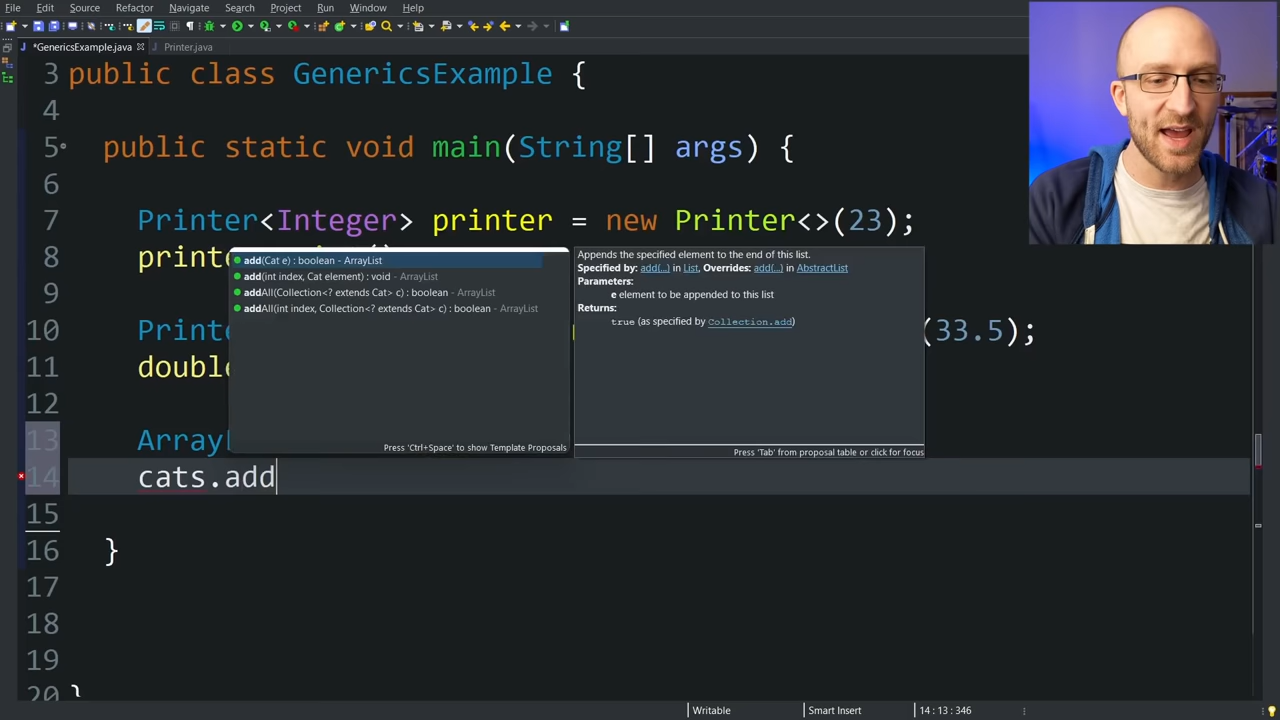 File Edit Source Refactor Navigate Search Project Run Window Help
*GenericsExample.java Printer.java
3 public class GenericsExample {
4
5 public static void main(String[] args) {
6
7 Printer<Integer> printer = new Printer<>(23);
8 printe
10 Printe (33.5);
11 double
12
13 ArrayL
14 cats.add
15
16 }
17
18
19
20 }
add(Cat e) : boolean - ArrayList
add(int index, Cat element) : void - ArrayList
addAll(Collection<? extends Cat> c) : boolean - ArrayList
addAll(int index, Collection<? extends Cat> c) : boolean - ArrayList
Press 'Ctrl+Space' to show Template Proposals
Appends the specified element to the end of this list.
Specified by: add(...) in List, Overrides: add(...) in AbstractList
Parameters:
e element to be appended to this list
Returns:
true (as specified by Collection.add)
Press 'Tab' from proposal table or click for focus
Writable Smart Insert 14 : 13 : 346